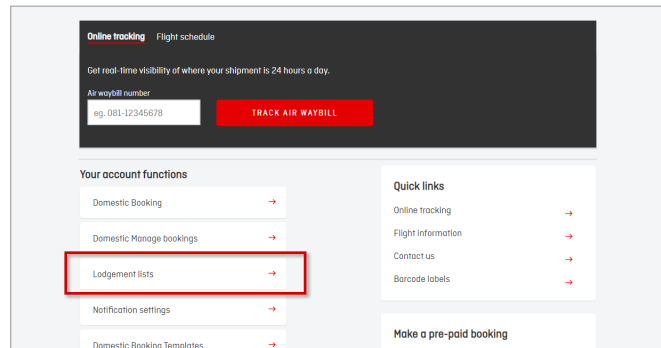 Online tracking Flight schedule
Get real-time visibility of where your shipment is 24 hours a day.
Air waybill number
eg. 081-12345678
TRACK AIR WAYBILL
Your account functions
Domestic Booking
Domestic Manage bookings
Lodgement lists
Notification settings
Domestic Booking Templates
Quick links
Online tracking
Flight information
Contact us
Barcode labels
Make a pre-paid booking